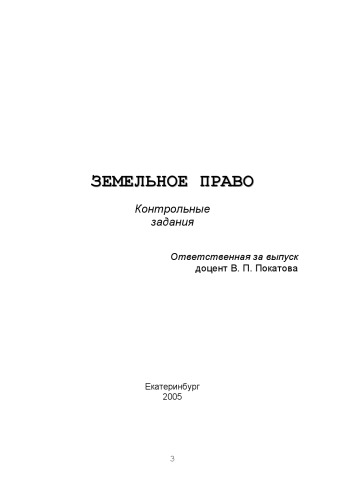 ЗЕМЕЛЬНОЕ ПРАВО
Контрольные
задания
Ответственная за выпуск
доцент В. П. Покатова
Екатеринбург
2005
3